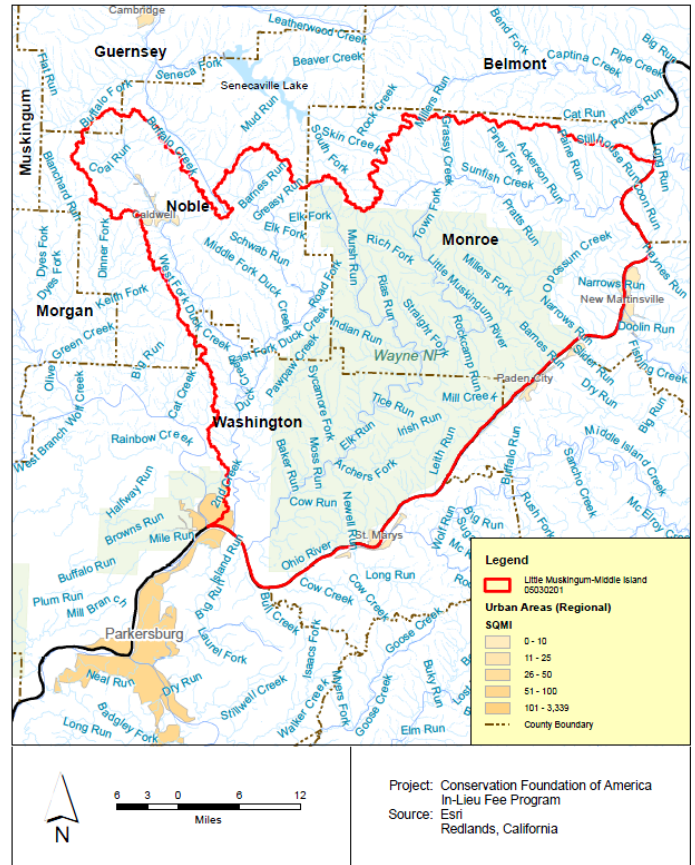 Cambridge
Leatherwood Creek
Guernsey
Beaver Creek
Belmont
Bend Fork
Captina Creek
Big Run
Pipe Creek
Flat Run
Seneca Fork
Senecaville Lake
Buffalo Fork
Mud Run
Rock Creek
Millers Run
Cat Run
Porters Run
Muskingum
Buffalo Creek
Skin Creek
South Fork
Piney Fork
Ackerson Run
Paine Run
Stillhouse Run
Long Run
Coal Run
Blanchard Run
Barnes Run
Greasy Run
Sunfish Creek
Noble
Caldwell
Elk Fork
Elk Fork
Town Fork
Pratts Run
Monroe
Dyes Fork
Dyes Fork
Dinner Fork
Schwab Run
Middle Fork Duck Creek
Mursh Run
Rich Fork
Millers Fork
Opossum Creek
Haynes Run
West Fork Duck Creek
Road Fork
Rias Run
Little Muskingum River
Narrows Run
New Martinsville
Morgan
Keith Fork
Green Creek
Olive
Big Run
East Fork Duck Creek
Indian Run
Straight Fork
Rockcamp Run
Narrows Run
Barnes Run
Doolin Run
Wayne NF
Slider Run
Fishing Creek
Duck Creek
Pawpaw Creek
Sycamore Fork
Paden City
Dry Run
Big Run
Cat Creek
West Branch Wolf Creek
Washington
Tice Run
Mill Creek
Rainbow Creek
Elk Run
Irish Run
Middle Island Creek
Baker Run
Moss Run
Archers Fork
Leith Run
Buffalo Run
Sancho Creek
Halfway Run
2nd Creek
Cow Run
Newell Run
Rush Fork
Mc Elroy Creek
Browns Run
Mile Run
St. Marys
Wolf Run
Big Run
Buffalo Run
Island Run
Ohio River
Plum Run
Mill Branch
Big Run
Bull Creek
Cow Creek
Cow Creek
Long Run
Parkersburg
Laurel Fork
Isaacs Fork
Goose Creek
Neal Run
Dry Run
Stillwell Creek
Walker Creek
Myers Fork
Goose Creek
Buky Run
Long Run
Badgley Fork
Elm Run
Legend
Little Muskingum-Middle Island
05030201
Urban Areas (Regional)
SQMI
0 - 10
11 - 25
26 - 50
51 - 100
101 - 3,339
County Boundary
N
6 3 0 6 12
Miles
Project: Conservation Foundation of America
In-Lieu Fee Program
Source: Esri
Redlands, California